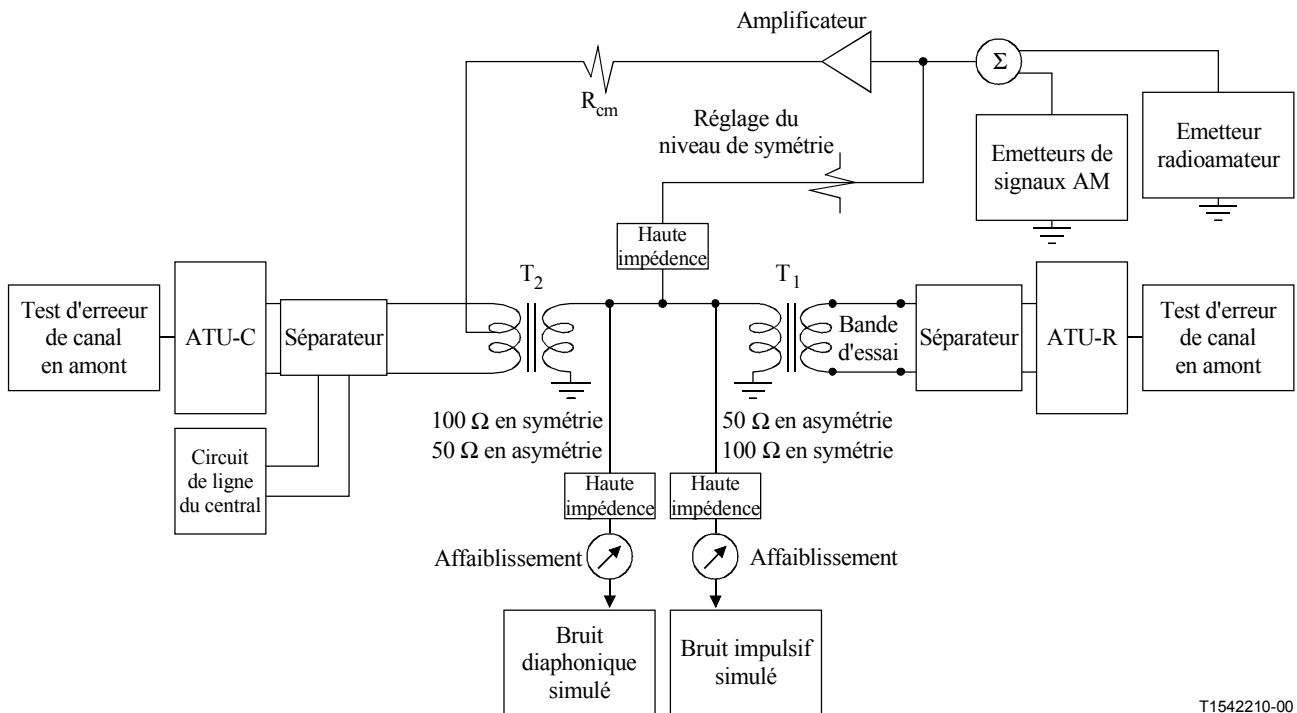 Amplificateur
Σ
Rcm
Réglage du
niveau de symétrie
Emetteurs de
signaux AM
Emetteur
radioamateur
Haute
impédence
T2
T1
Test d'erreeur
de canal
en amont
ATU-C
Séparateur
Bande
d'essai
Séparateur
ATU-R
Test d'erreur
de canal
en amont
100 Ω en symétrie
50 Ω en asymétrie
50 Ω en asymétrie
100 Ω en symétrie
Circuit
de ligne
du central
Haute
impédence
Haute
impédence
Affaiblissement
Affaiblissement
Bruit
diaphonique
simulé
Bruit impulsif
simulé
T1542210-00